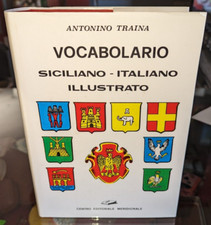 ANTONINO TRAINA
VOCABOLARIO
SICILIANO - ITALIANO
ILLUSTRATO